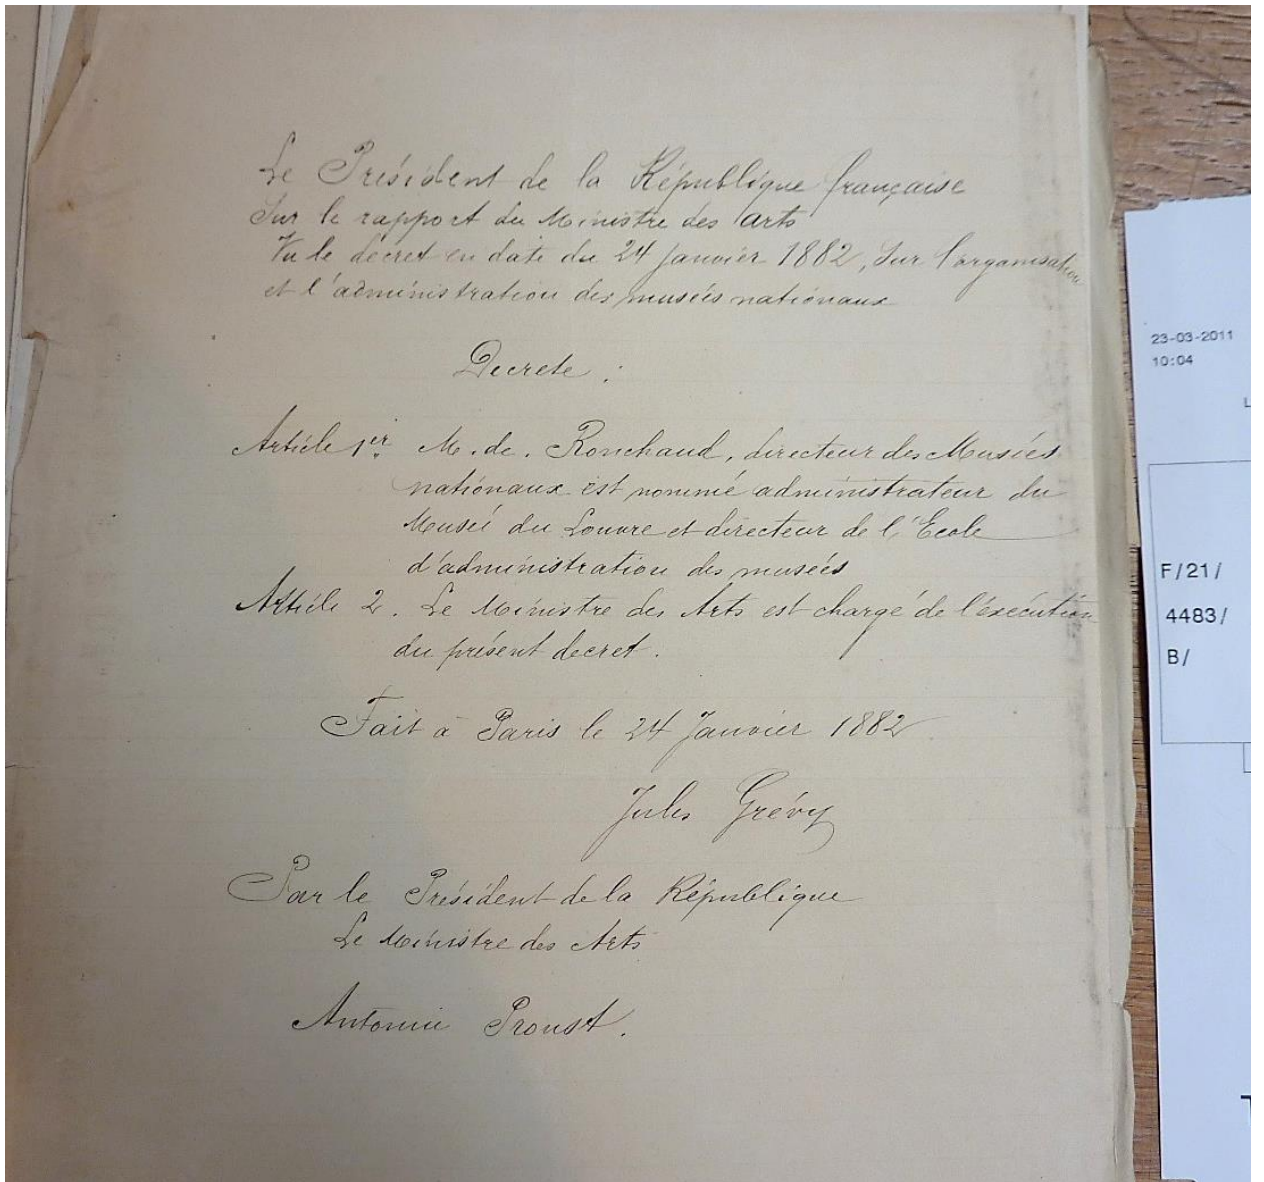 Le Président de la République française
Sur le rapport du Ministre des arts
Vu le décret en date du 24 Janvier 1882, Sur l'organisation
et l'administration des musées nationaux
Decrete :
Article 1er. M. de. Ronchaud, directeur des Musées
nationaux est nommé administrateur du
Musée du Louvre et directeur de l'Ecole
d'administration des musées
Article 2. Le Ministre des Arts est chargé de l'éxécution
du présent decret.
Fait à Paris le 24 Janvier 1882
Jules Grévy
Par le Président de la République
Le Ministre des Arts
Antonin Proust.
23-03-2011
10:04
L
F/21/
4483/
B/